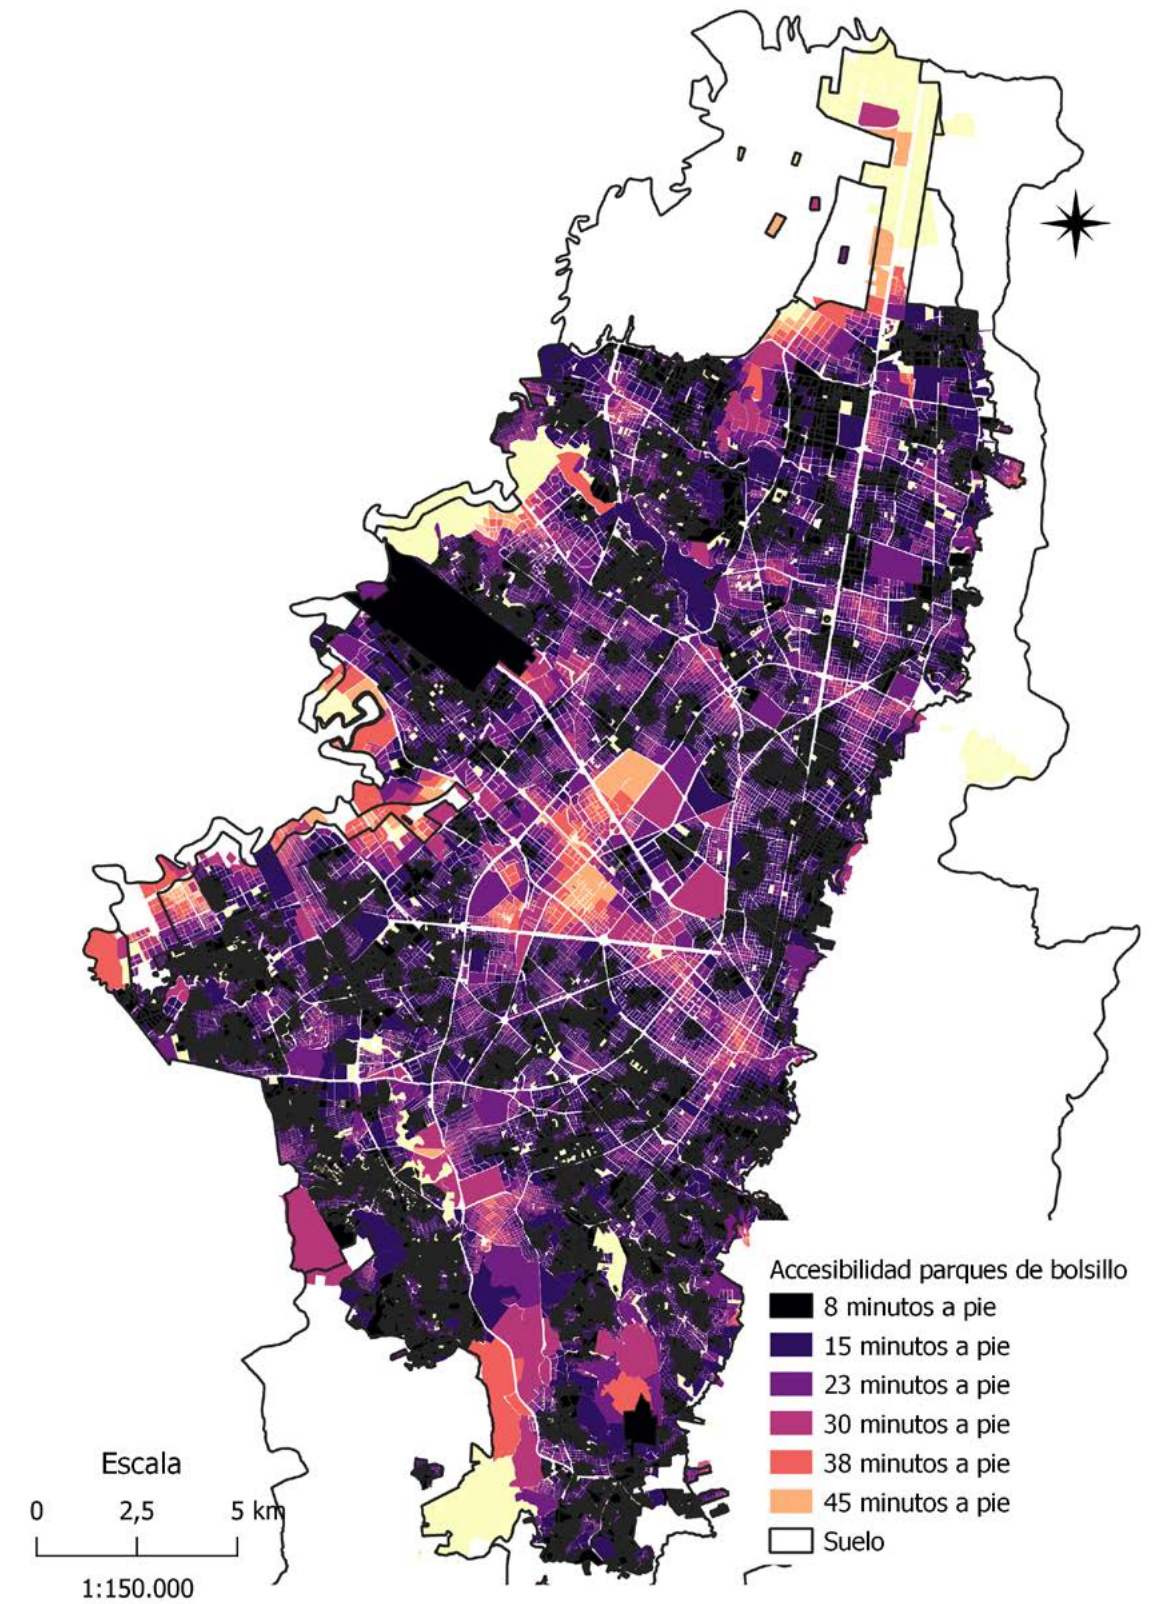 Accesibilidad parques de bolsillo
8 minutos a pie
15 minutos a pie
23 minutos a pie
30 minutos a pie
38 minutos a pie
45 minutos a pie
Suelo
Escala
0 2,5 5 km
1:150.000